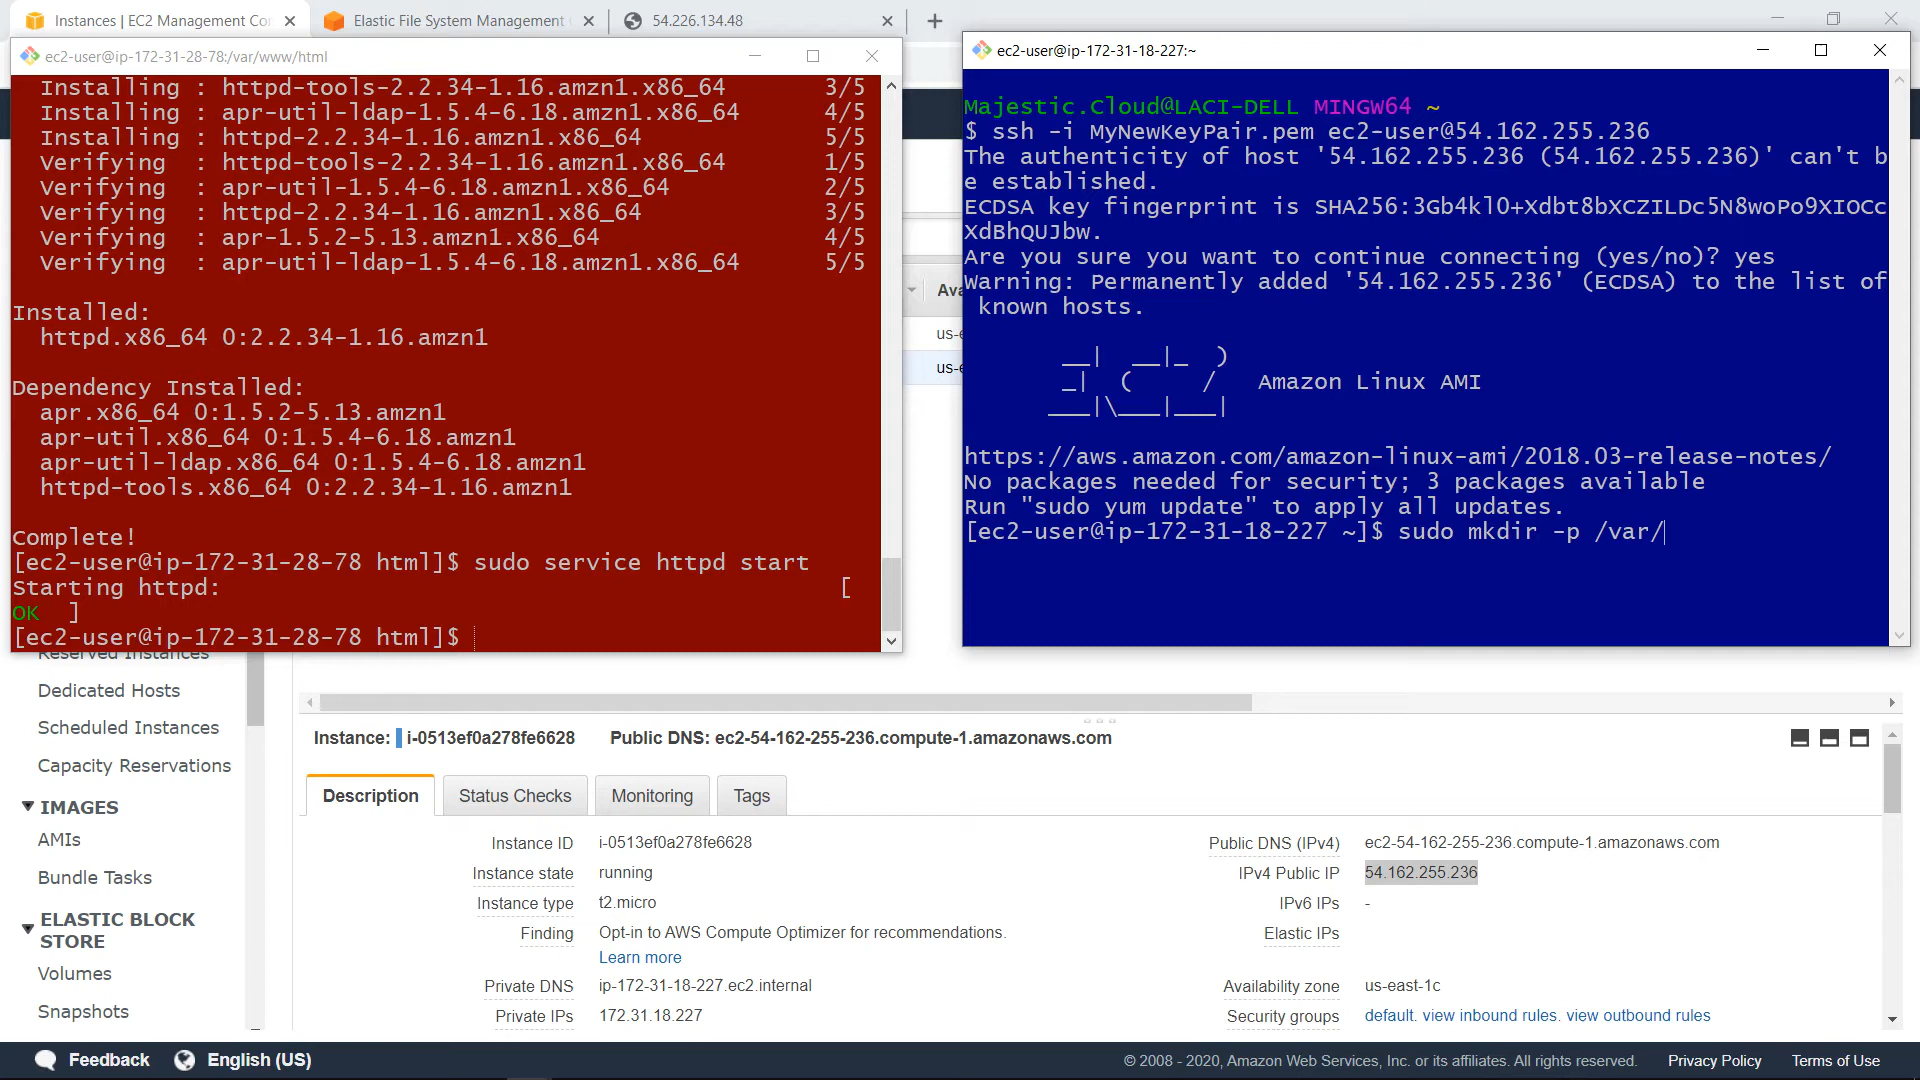 Instances | EC2 Management Con
Elastic File System Management C
54.226.134.48
ec2-user@ip-172-31-28-78:/var/www/html
Installing : httpd-tools-2.2.34-1.16.amzn1.x86_64 3/5
Installing : apr-util-ldap-1.5.4-6.18.amzn1.x86_64 4/5
Installing : httpd-2.2.34-1.16.amzn1.x86_64 5/5
Verifying : httpd-tools-2.2.34-1.16.amzn1.x86_64 1/5
Verifying : apr-util-1.5.4-6.18.amzn1.x86_64 2/5
Verifying : httpd-2.2.34-1.16.amzn1.x86_64 3/5
Verifying : apr-1.5.2-5.13.amzn1.x86_64 4/5
Verifying : apr-util-ldap-1.5.4-6.18.amzn1.x86_64 5/5
Installed:
httpd.x86_64 0:2.2.34-1.16.amzn1
Dependency Installed:
apr.x86_64 0:1.5.2-5.13.amzn1
apr-util.x86_64 0:1.5.4-6.18.amzn1
apr-util-ldap.x86_64 0:1.5.4-6.18.amzn1
httpd-tools.x86_64 0:2.2.34-1.16.amzn1
Complete!
[ec2-user@ip-172-31-28-78 html]$ sudo service httpd start
Starting httpd: [
OK ]
[ec2-user@ip-172-31-28-78 html]$
Ava
us-e
us-e
ec2-user@ip-172-31-18-227:~
Majestic.Cloud@LACI-DELL MINGW64 ~
$ ssh -i MyNewKeyPair.pem ec2-user@54.162.255.236
The authenticity of host '54.162.255.236 (54.162.255.236)' can't b
e established.
ECDSA key fingerprint is SHA256:3Gb4kl0+Xdbt8bXCZILDc5N8woPo9XIOCc
XdBhQUJbw.
Are you sure you want to continue connecting (yes/no)? yes
Warning: Permanently added '54.162.255.236' (ECDSA) to the list of
known hosts.
__| __|_ )
_| ( / Amazon Linux AMI
___|\___|___|
https://aws.amazon.com/amazon-linux-ami/2018.03-release-notes/
No packages needed for security; 3 packages available
Run "sudo yum update" to apply all updates.
[ec2-user@ip-172-31-18-227 ~]$ sudo mkdir -p /var/
Reserved Instances
Dedicated Hosts
Scheduled Instances
Capacity Reservations
IMAGES
AMIs
Bundle Tasks
ELASTIC BLOCK
STORE
Volumes
Snapshots
Instance: i-0513ef0a278fe6628 Public DNS: ec2-54-162-255-236.compute-1.amazonaws.com
Description Status Checks Monitoring Tags
Instance ID i-0513ef0a278fe6628
Instance state running
Instance type t2.micro
Finding Opt-in to AWS Compute Optimizer for recommendations.
Learn more
Private DNS ip-172-31-18-227.ec2.internal
Private IPs 172.31.18.227
Public DNS (IPv4) ec2-54-162-255-236.compute-1.amazonaws.com
IPv4 Public IP 54.162.255.236
IPv6 IPs -
Elastic IPs
Availability zone us-east-1c
Security groups default. view inbound rules. view outbound rules
Feedback English (US)
© 2008 - 2020, Amazon Web Services, Inc. or its affiliates. All rights reserved. Privacy Policy Terms of Use